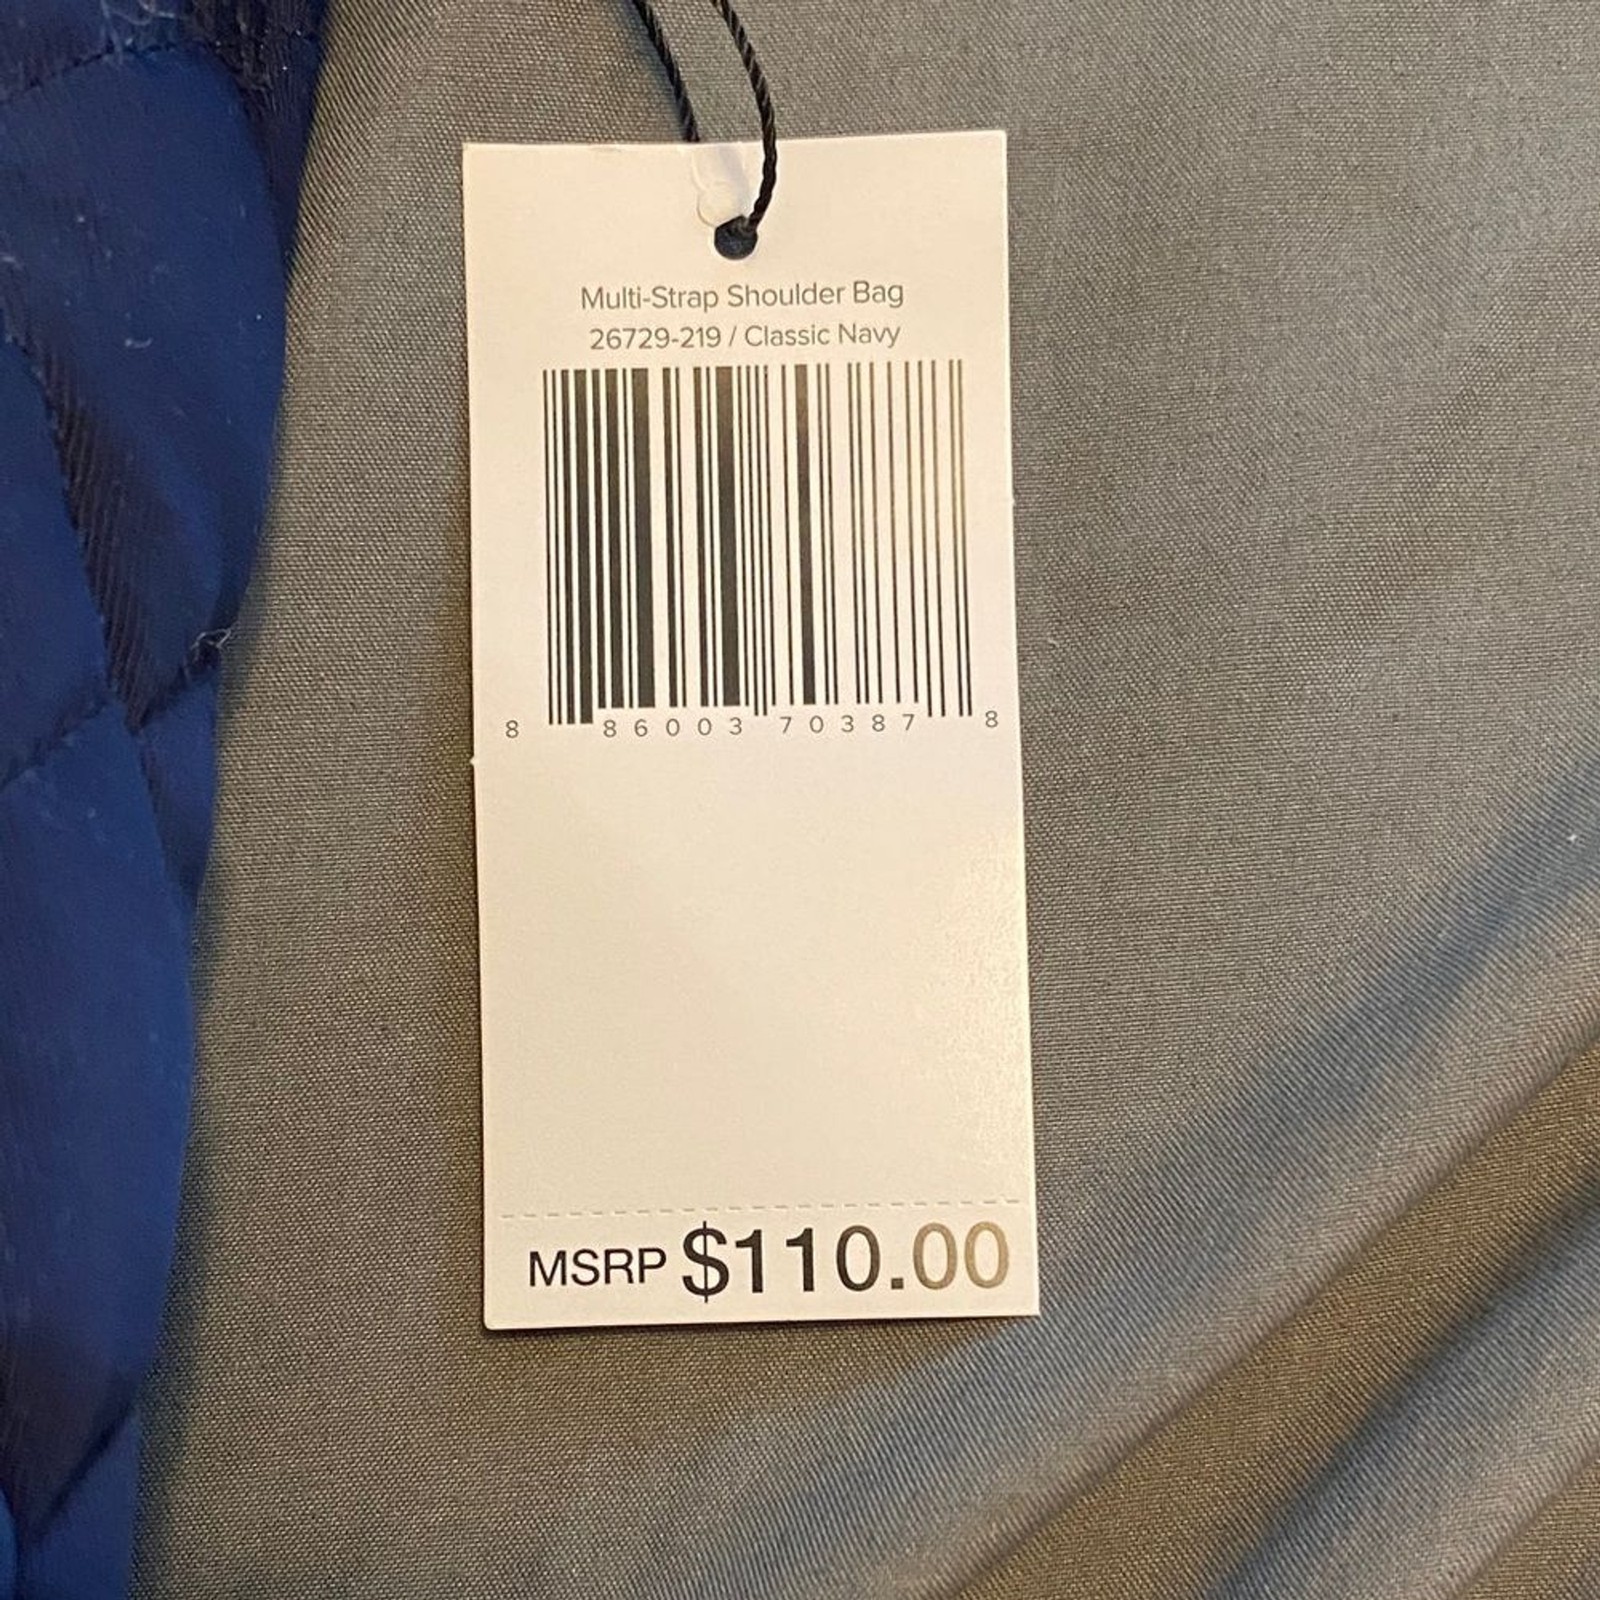 Multi-Strap Shoulder Bag
26729-219 / Classic Navy
8 86003 70387 8
MSRP $110.00